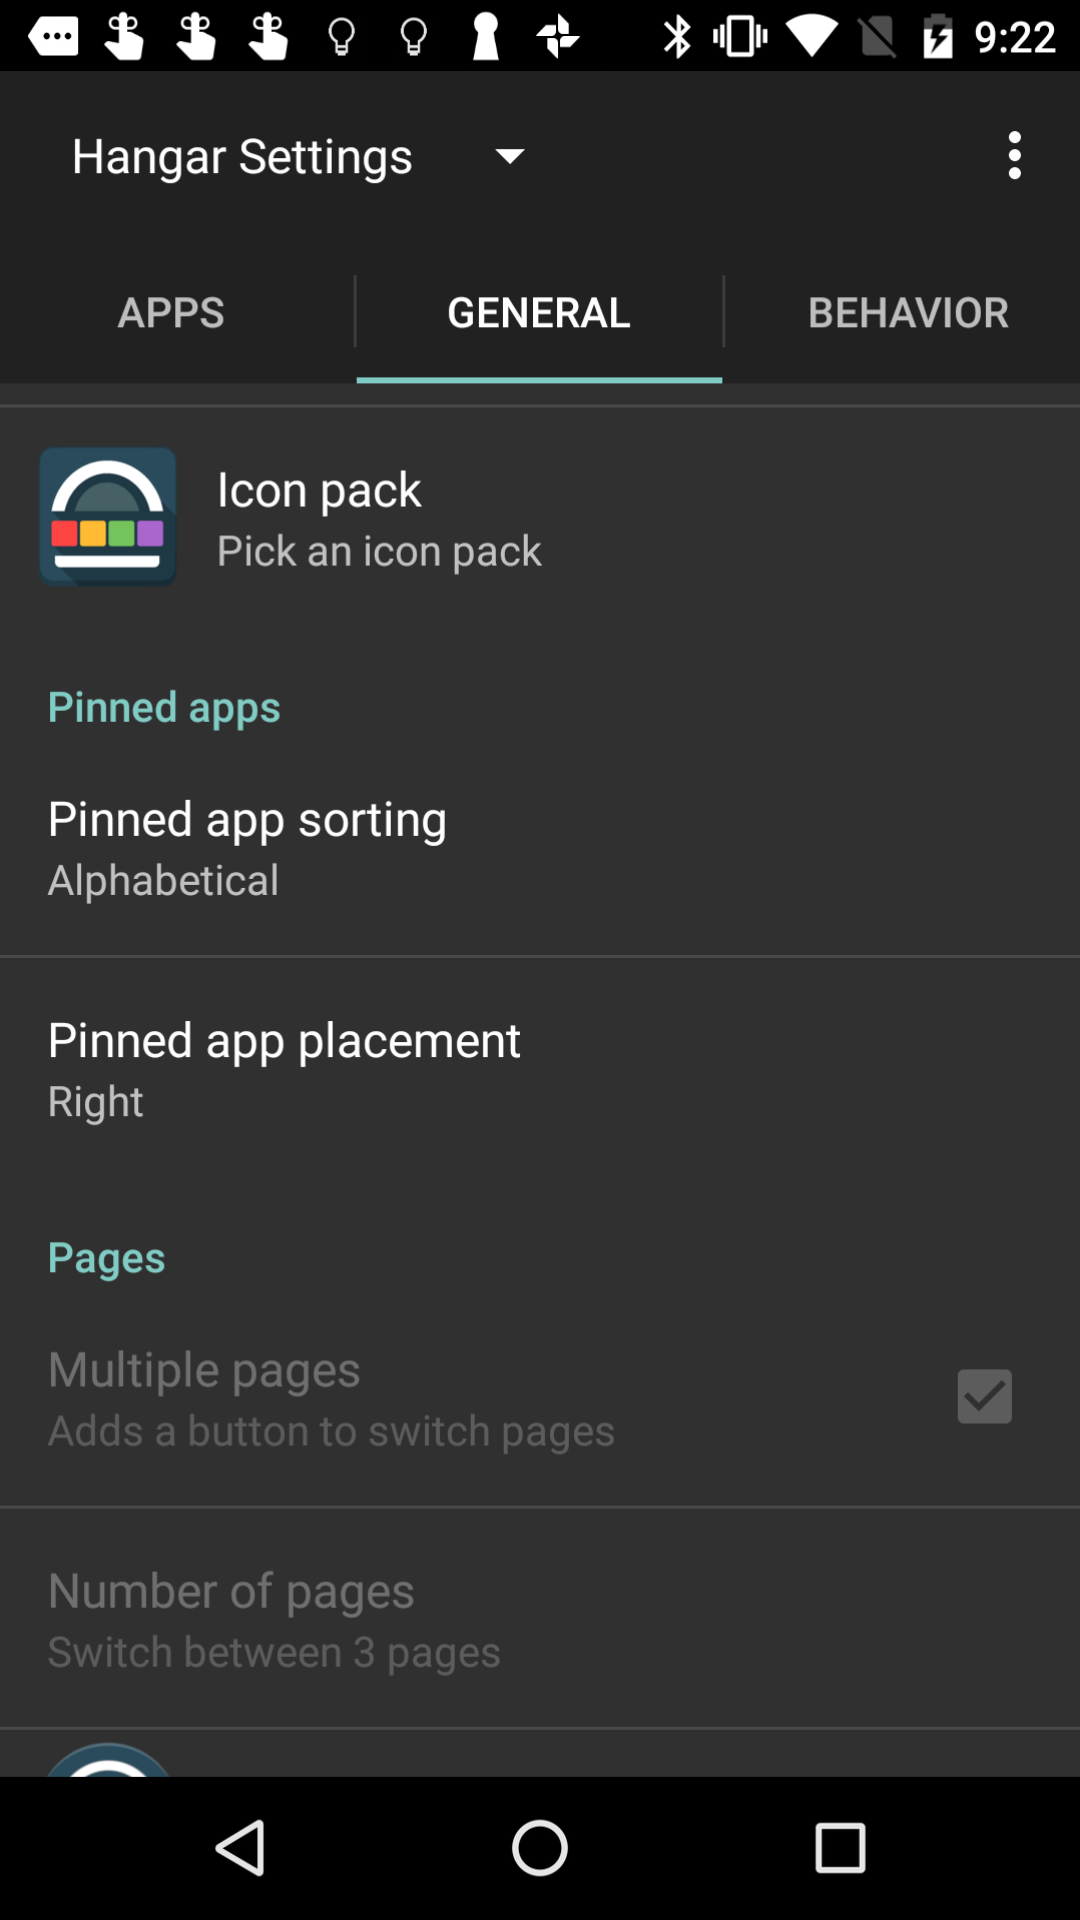 9:22
Hangar Settings
APPS
GENERAL
BEHAVIOR
Icon pack
Pick an icon pack
Pinned apps
Pinned app sorting
Alphabetical
Pinned app placement
Right
Pages
Multiple pages
Adds a button to switch pages
Number of pages
Switch between 3 pages